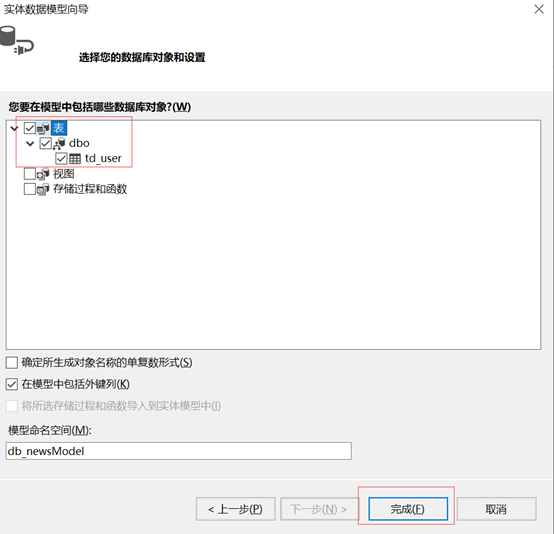 实体数据模型向导
选择您的数据库对象和设置
您要在模型中包括哪些数据库对象?(W)
表
dbo
td_user
视图
存储过程和函数
确定所生成对象名称的单复数形式(S)
在模型中包括外键列(K)
将所选存储过程和函数导入到实体模型中(I)
模型命名空间(M):
db_newsModel
< 上一步(P) 下一步(N) > 完成(F) 取消